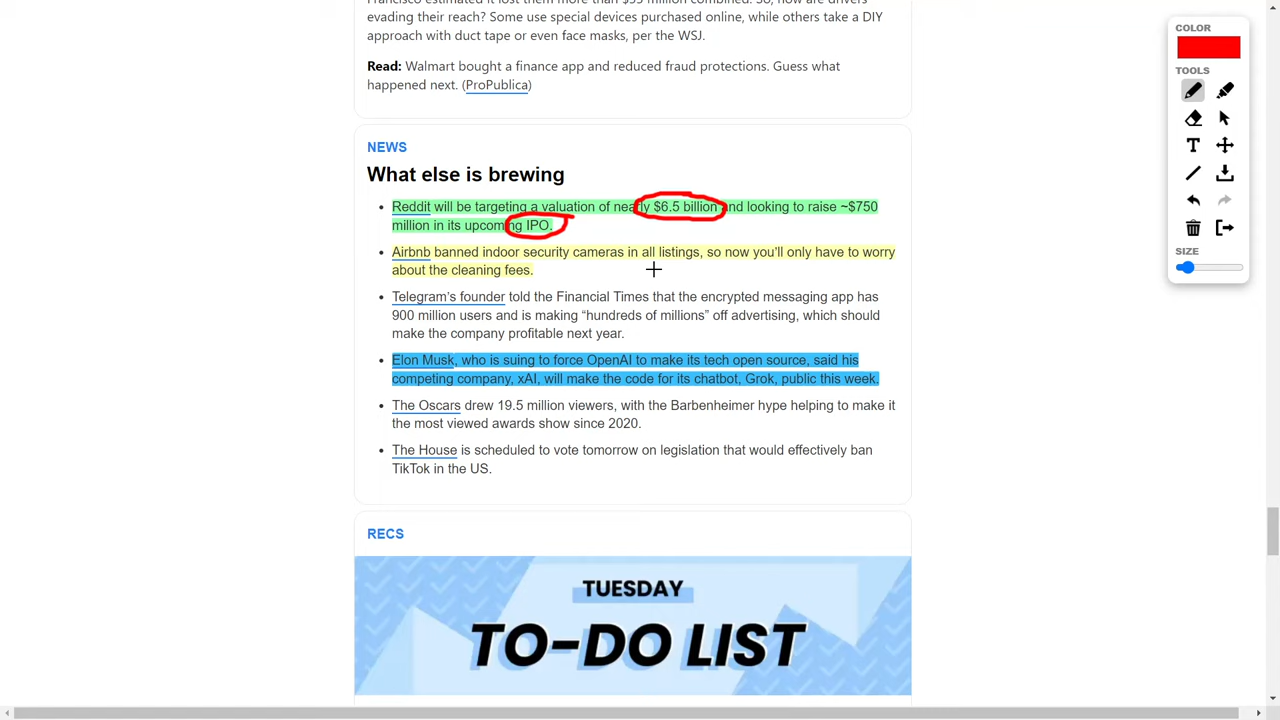 Francisco estimated it lost them more than $55 million combined. So, how are drivers
evading their reach? Some use special devices purchased online, while others take a DIY
approach with duct tape or even face masks, per the WSJ.
Read: Walmart bought a finance app and reduced fraud protections. Guess what
happened next. (ProPublica)
NEWS
What else is brewing
Reddit will be targeting a valuation of nearly $6.5 billion and looking to raise ~$750
million in its upcoming IPO.
Airbnb banned indoor security cameras in all listings, so now you'll only have to worry
about the cleaning fees.
Telegram's founder told the Financial Times that the encrypted messaging app has
900 million users and is making “hundreds of millions” off advertising, which should
make the company profitable next year.
Elon Musk, who is suing to force OpenAI to make its tech open source, said his
competing company, xAI, will make the code for its chatbot, Grok, public this week.
The Oscars drew 19.5 million viewers, with the Barbenheimer hype helping to make it
the most viewed awards show since 2020.
The House is scheduled to vote tomorrow on legislation that would effectively ban
TikTok in the US.
RECS
TUESDAY
TO-DO LIST
COLOR
TOOLS
T
SIZE